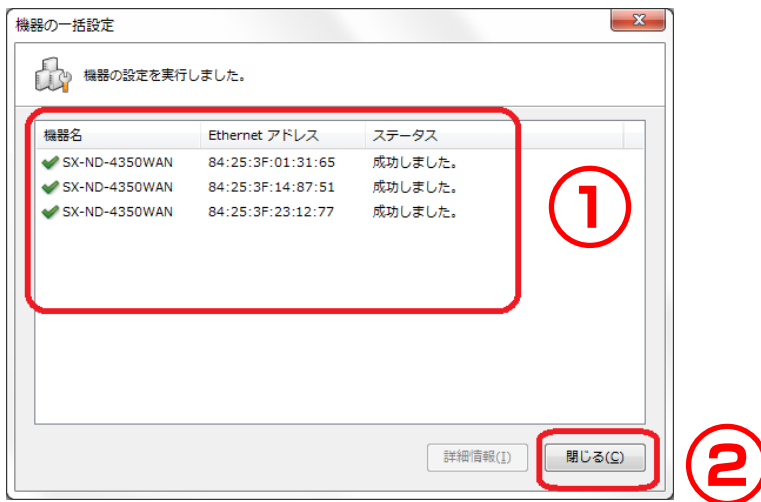 機器の一括設定
機器の設定を実行しました。
機器名 Ethernet アドレス ステータス
SX-ND-4350WAN 84:25:3F:01:31:65 成功しました。
SX-ND-4350WAN 84:25:3F:14:87:51 成功しました。
SX-ND-4350WAN 84:25:3F:23:12:77 成功しました。
①
詳細情報(I) 閉じる(C)
②